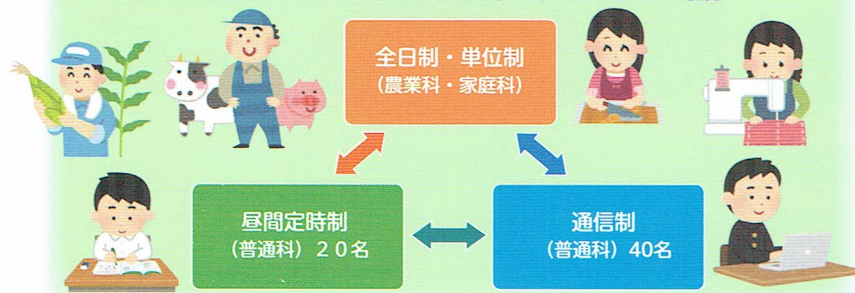 全日制・単位制
(農業科・家庭科)
昼間定時制
(普通科) 20名
通信制
(普通科) 40名